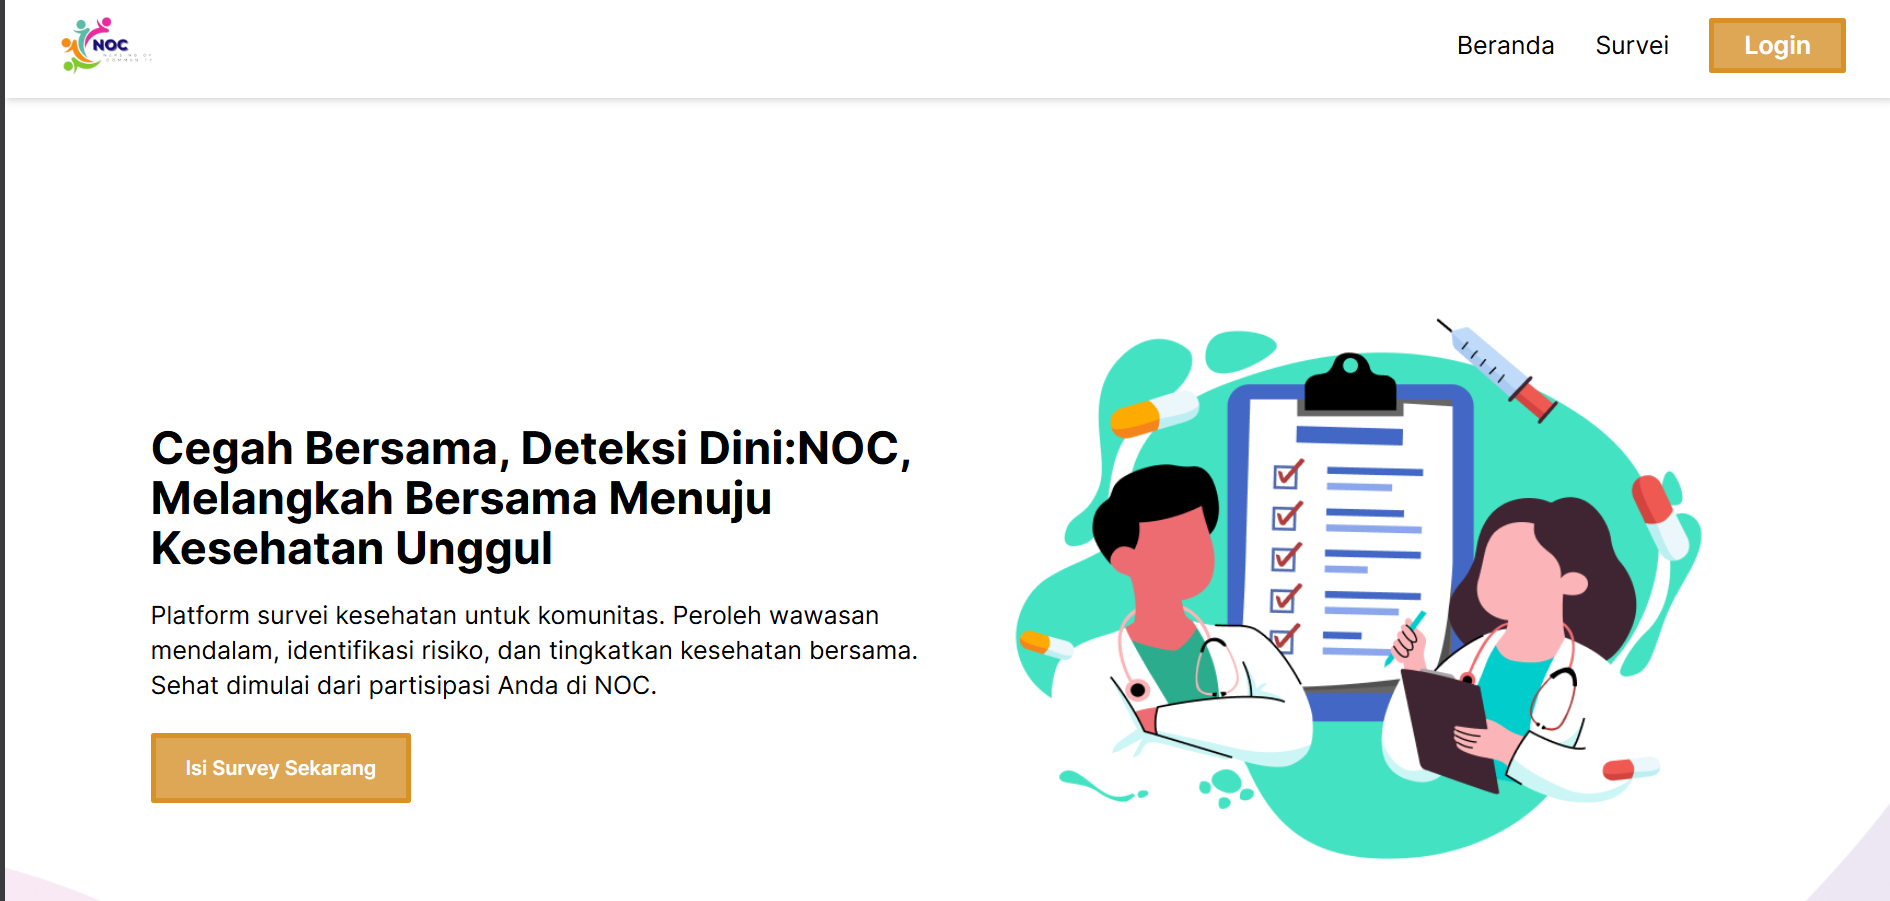 NOC
Beranda
Survei
Login
Cegah Bersama, Deteksi Dini:NOC,
Melangkah Bersama Menuju
Kesehatan Unggul
Platform survei kesehatan untuk komunitas. Peroleh wawasan
mendalam, identifikasi risiko, dan tingkatkan kesehatan bersama.
Sehat dimulai dari partisipasi Anda di NOC.
Isi Survey Sekarang